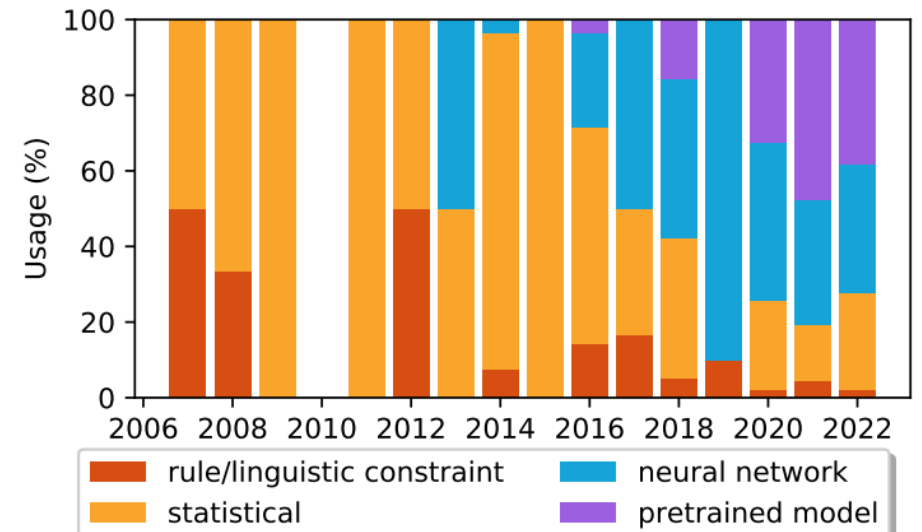 100
80
60
40
20
0
Usage (%)
2006 2008 2010 2012 2014 2016 2018 2020 2022
rule/linguistic constraint neural network
statistical pretrained model